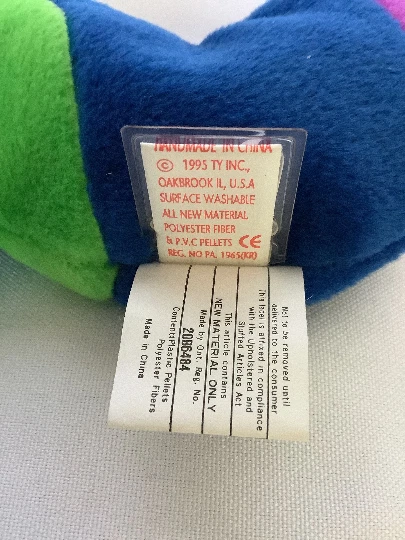 HANDMADE IN CHINA
© 1995 TY INC.,
OAKBROOK IL, U.S.A
SURFACE WASHABLE
ALL NEW MATERIAL
POLYESTER FIBER
& P.V.C PELLETS CE
REG. NO PA. 1965(KR)
Not to be removed until
delivered to the consumer
This label is affixed in compliance
with the Upholstered and
Stuffed Articles Act
This article contains
NEW MATERIAL ONLY
Made by Ont. Reg. No.
20B6484
Content:Plastic Pellets
Polyester Fibers
Made in China